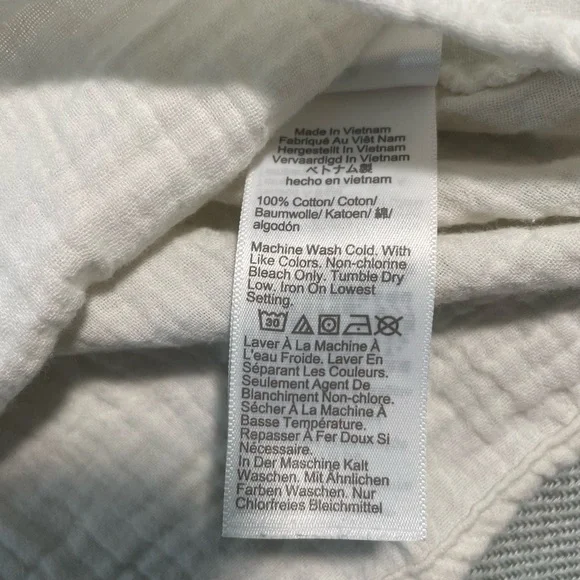 Made In Vietnam
Fabriqué Au Viêt Nam
Hergestellt In Vietnam
Vervaardigd In Vietnam
ベトナム製
hecho en vietnam
100% Cotton/ Coton/
Baumwolle/ Katoen/ 綿/
algodón
Machine Wash Cold. With
Like Colors. Non-chlorine
Bleach Only. Tumble Dry
Low. Iron On Lowest
Setting.
30
Laver À La Machine À
L'eau Froide. Laver En
Séparant Les Couleurs.
Seulement Agent De
Blanchiment Non-chlore.
Sécher À La Machine À
Basse Température.
Repasser À Fer Doux Si
Nécessaire.
In Der Maschine Kalt
Waschen. Mit Ähnlichen
Farben Waschen. Nur
Chlorfreies Bleichmittel